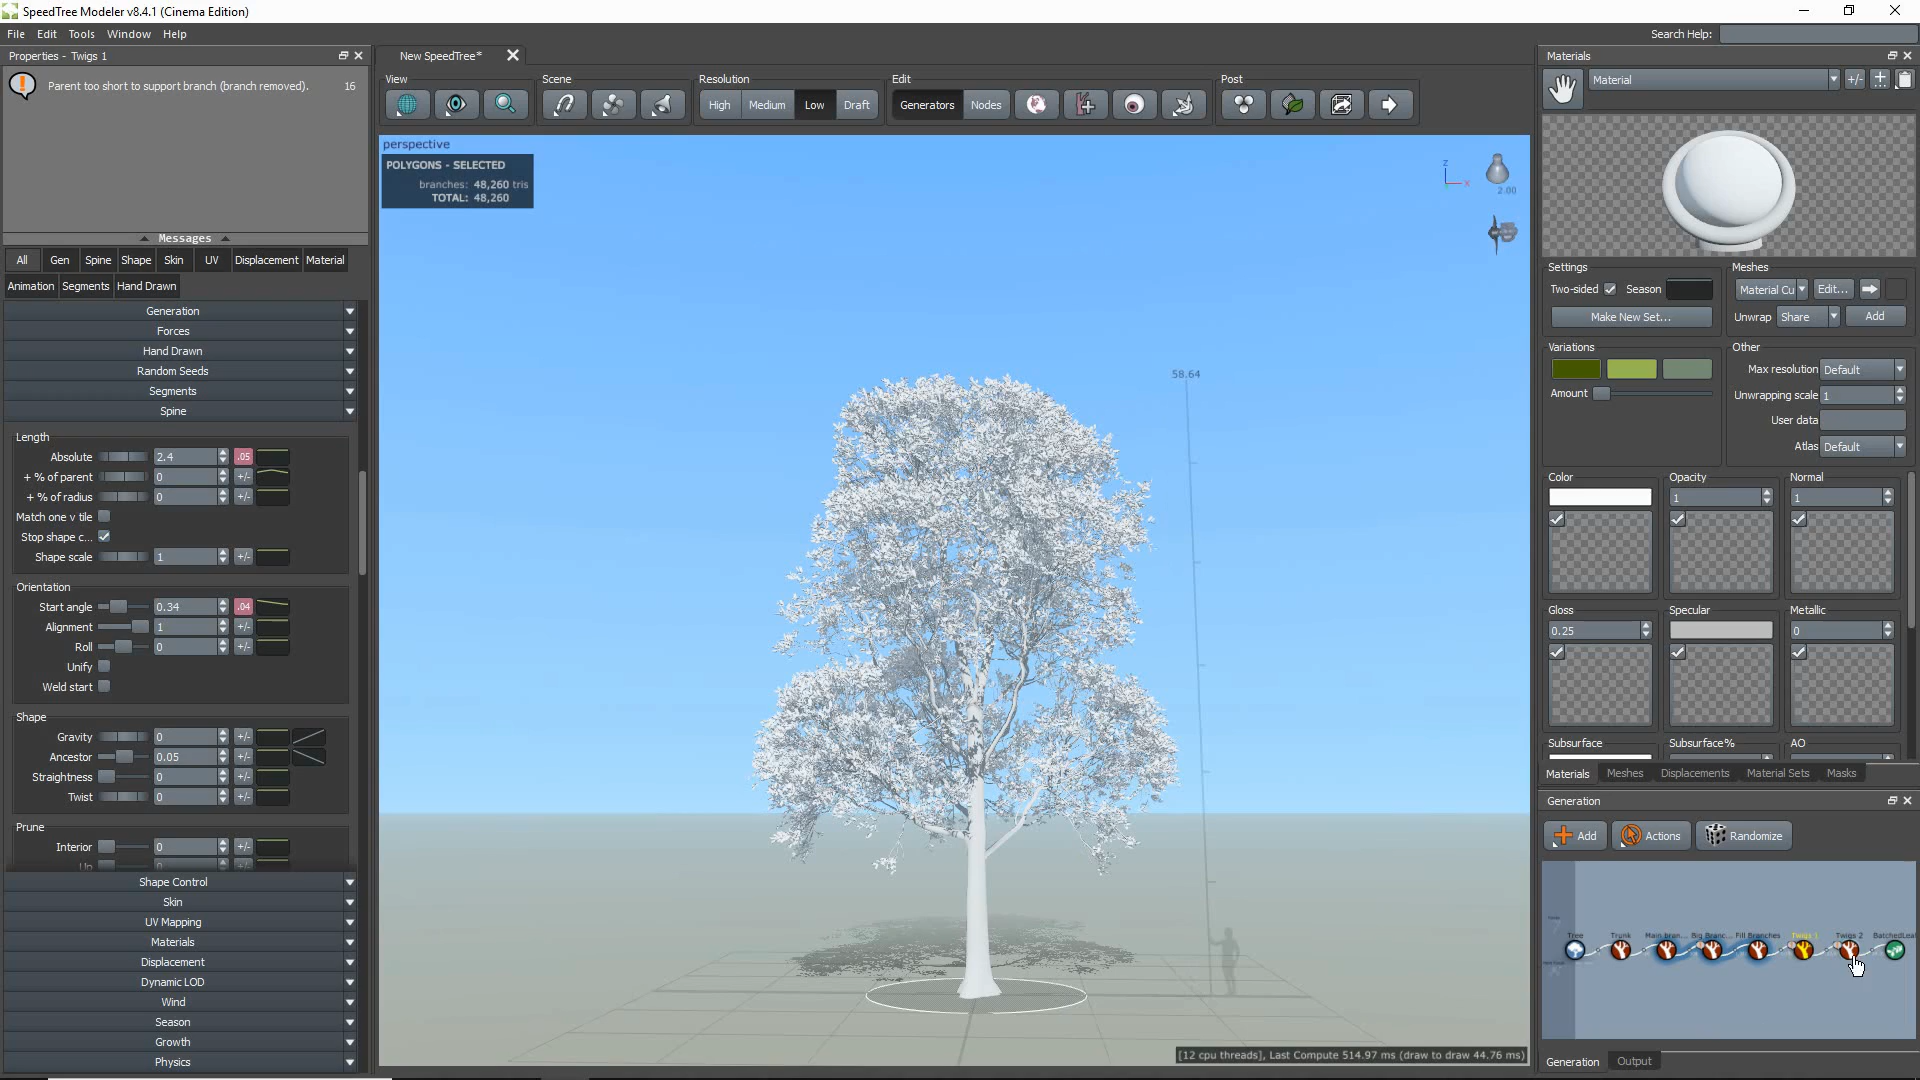 SpeedTree Modeler v8.4.1 (Cinema Edition)
File Edit Tools Window Help
Search Help:
Properties - Twigs 1
New SpeedTree*
Materials
Parent too short to support branch (branch removed). 16
Messages
All Gen Spine Shape Skin UV Displacement Material
Animation Segments Hand Drawn
Generation
Forces
Hand Drawn
Random Seeds
Segments
Spine
Length
Absolute 2.4 .05
+ % of parent 0 +/-
+ % of radius 0 +/-
Match one v tile
Stop shape c...
Shape scale 1 +/-
Orientation
Start angle 0.34 .04
Alignment 1 +/-
Roll 0 +/-
Unify
Weld start
Shape
Gravity 0 +/-
Ancestor 0.05 +/-
Straightness 0 +/-
Twist 0 +/-
Prune
Interior 0 +/-
Up 0 +/-
Shape Control
Skin
UV Mapping
Materials
Displacement
Dynamic LOD
Wind
Season
Growth
Physics
View Scene Resolution Edit Post
High Medium Low Draft Generators Nodes
perspective
POLYGONS - SELECTED
branches: 48,260 tris
TOTAL: 48,260
Z
X
2.00
58.64
[12 cpu threads], Last Compute 514.97 ms (draw to draw 44.76 ms)
Material +/-
Settings
Two-sided Season
Make New Set...
Meshes
Material Cu Edit...
Unwrap Share Add
Variations
Amount
Other
Max resolution Default
Unwrapping scale 1
User data
Atlas Default
Color Opacity Normal
1 1
Gloss Specular Metallic
0.25 0
Subsurface Subsurface% AO
Materials Meshes Displacements Material Sets Masks
Generation
Add Actions Randomize
Tree Trunk Main bran... Big Branc... Fill Branches Twigs 1 Twigs 2 BatchedLeaf
Generation Output